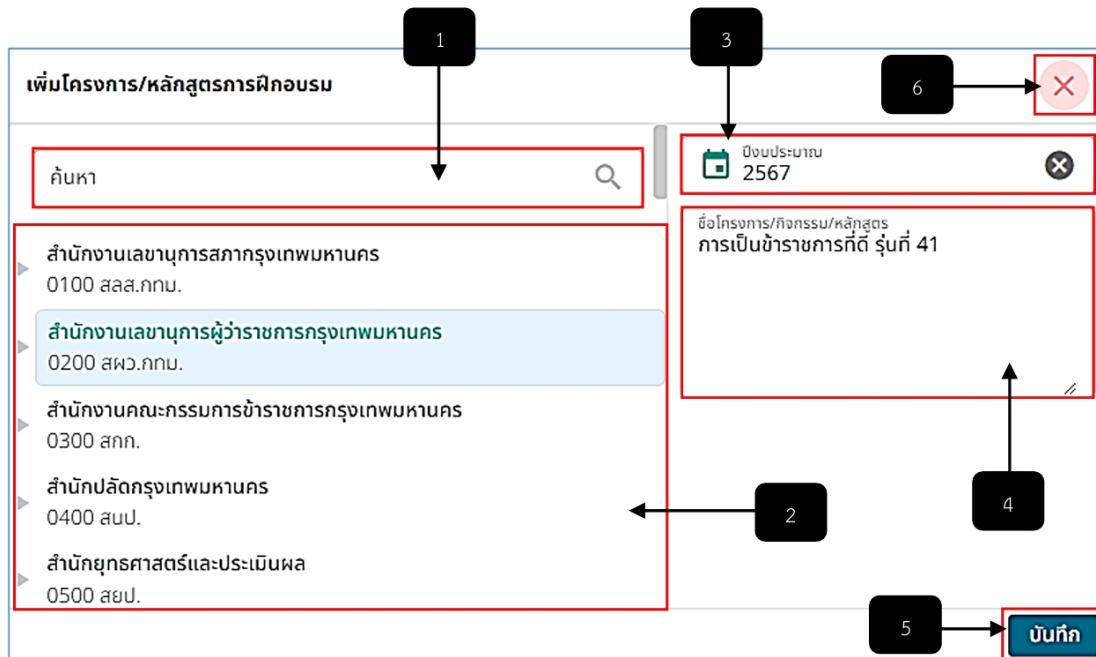 1
3
เพิ่มโครงการ/หลักสูตรการฝึกอบรม
6
ค้นหา
ปีงบประมาณ
2567
ชื่อโครงการ/กิจกรรม/หลักสูตร
การเป็นข้าราชการที่ดี รุ่นที่ 41
สำนักงานเลขานุการสภากรุงเทพมหานคร
0100 สลส.กทม.
สำนักงานเลขานุการผู้ว่าราชการกรุงเทพมหานคร
0200 สผว.กทม.
สำนักงานคณะกรรมการข้าราชการกรุงเทพมหานคร
0300 สกก.
สำนักปลัดกรุงเทพมหานคร
0400 สนป.
สำนักยุทธศาสตร์และประเมินผล
0500 สยป.
2
4
5
บันทึก